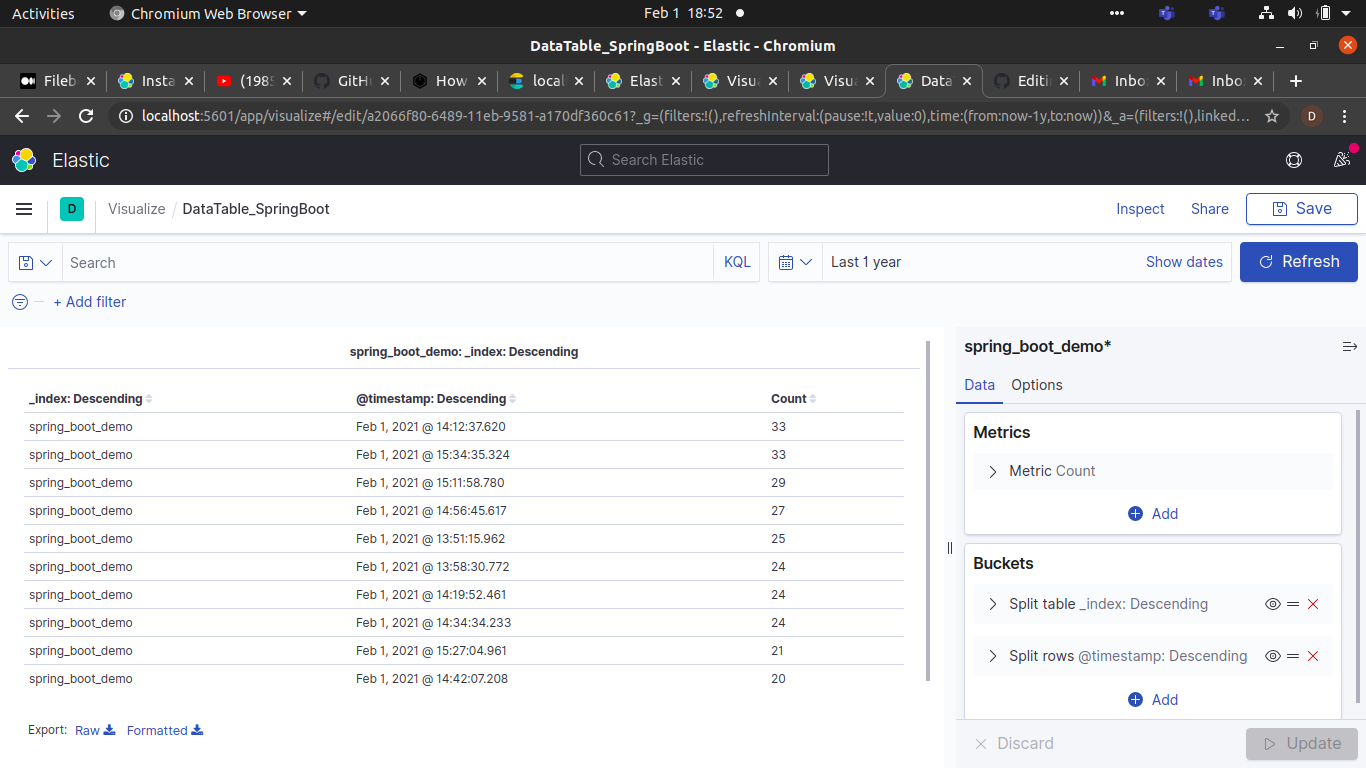 Activities
Chromium Web Browser
Feb 1 18:52
DataTable_SpringBoot - Elastic - Chromium
Fileb
Insta
(1985
GitHu
How
local
Elast
Visua
Visua
Data
Editin
Inbox
Inbox
localhost:5601/app/visualize#/edit/a2066f80-6489-11eb-9581-a170df360c61?_g=(filters:!(),refreshInterval:(pause:!t,value:0),time:(from:now-1y,to:now))&_a=(filters:!(),linked...
D
Elastic
Search Elastic
D
Visualize / DataTable_SpringBoot
Inspect
Share
Save
Search
KQL
Last 1 year
Show dates
Refresh
+ Add filter
spring_boot_demo: _index: Descending
_index: Descending @timestamp: Descending Count
spring_boot_demo Feb 1, 2021 @ 14:12:37.620 33
spring_boot_demo Feb 1, 2021 @ 15:34:35.324 33
spring_boot_demo Feb 1, 2021 @ 15:11:58.780 29
spring_boot_demo Feb 1, 2021 @ 14:56:45.617 27
spring_boot_demo Feb 1, 2021 @ 13:51:15.962 25
spring_boot_demo Feb 1, 2021 @ 13:58:30.772 24
spring_boot_demo Feb 1, 2021 @ 14:19:52.461 24
spring_boot_demo Feb 1, 2021 @ 14:34:34.233 24
spring_boot_demo Feb 1, 2021 @ 15:27:04.961 21
spring_boot_demo Feb 1, 2021 @ 14:42:07.208 20
Export: Raw Formatted
spring_boot_demo*
Data Options
Metrics
Metric Count
Add
Buckets
Split table _index: Descending
Split rows @timestamp: Descending
Add
Discard
Update